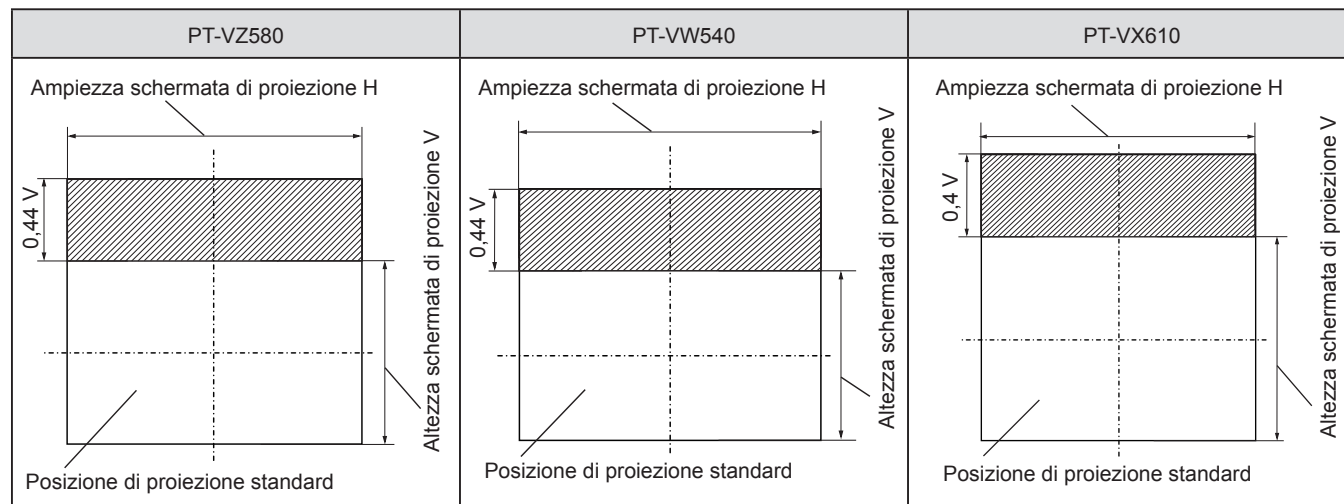 PT-VZ580
PT-VW540
PT-VX610
Ampiezza schermata di proiezione H
0,44 V
Altezza schermata di proiezione V
Posizione di proiezione standard
Ampiezza schermata di proiezione H
0,44 V
Altezza schermata di proiezione V
Posizione di proiezione standard
Ampiezza schermata di proiezione H
0,4 V
Altezza schermata di proiezione V
Posizione di proiezione standard